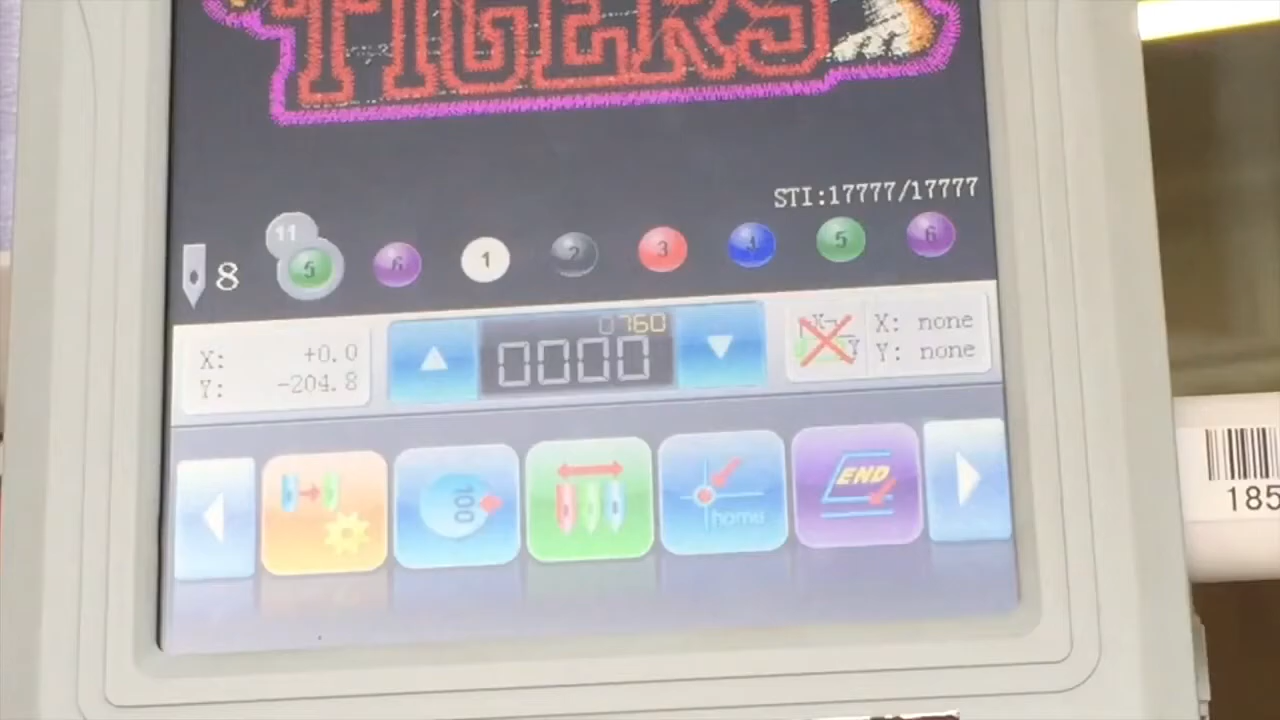 TIGERS
STI:17777/17777
8
11
5 6 1 2 3 4 5 6
X: +0.0
Y: -204.8
0760
0000
X Y
X: none
Y: none
100
home
END
185